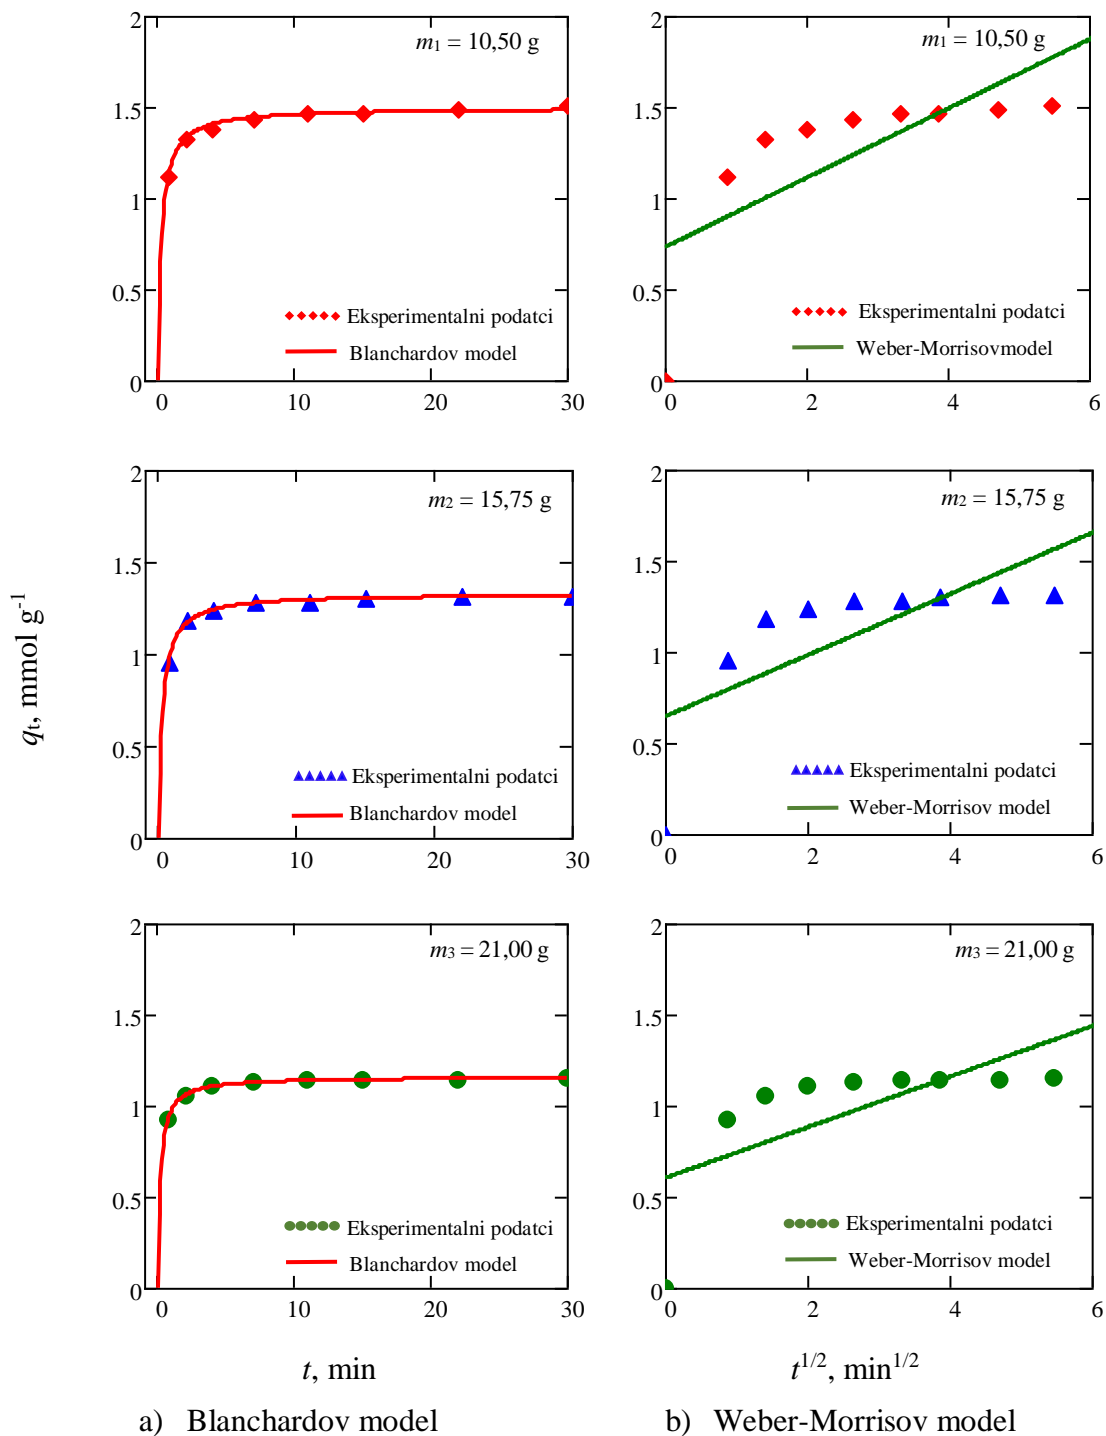 m1 = 10,50 g
2
1.5
1
0.5
0
Eksperimentalni podatci
Blanchardov model
0 10 20 30
m1 = 10,50 g
2
1.5
1
0.5
0
Eksperimentalni podatci
Weber-Morrisovmodel
0 2 4 6
m2 = 15,75 g
2
1.5
1
0.5
0
Eksperimentalni podatci
Blanchardov model
0 10 20 30
m2 = 15,75 g
2
1.5
1
0.5
0
Eksperimentalni podatci
Weber-Morrisov model
0 2 4 6
qt, mmol g-1
m3 = 21,00 g
2
1.5
1
0.5
0
Eksperimentalni podatci
Blanchardov model
0 10 20 30
m3 = 21,00 g
2
1.5
1
0.5
0
Eksperimentalni podatci
Weber-Morrisov model
0 2 4 6
t, min
t1/2, min1/2
a) Blanchardov model
b) Weber-Morrisov model